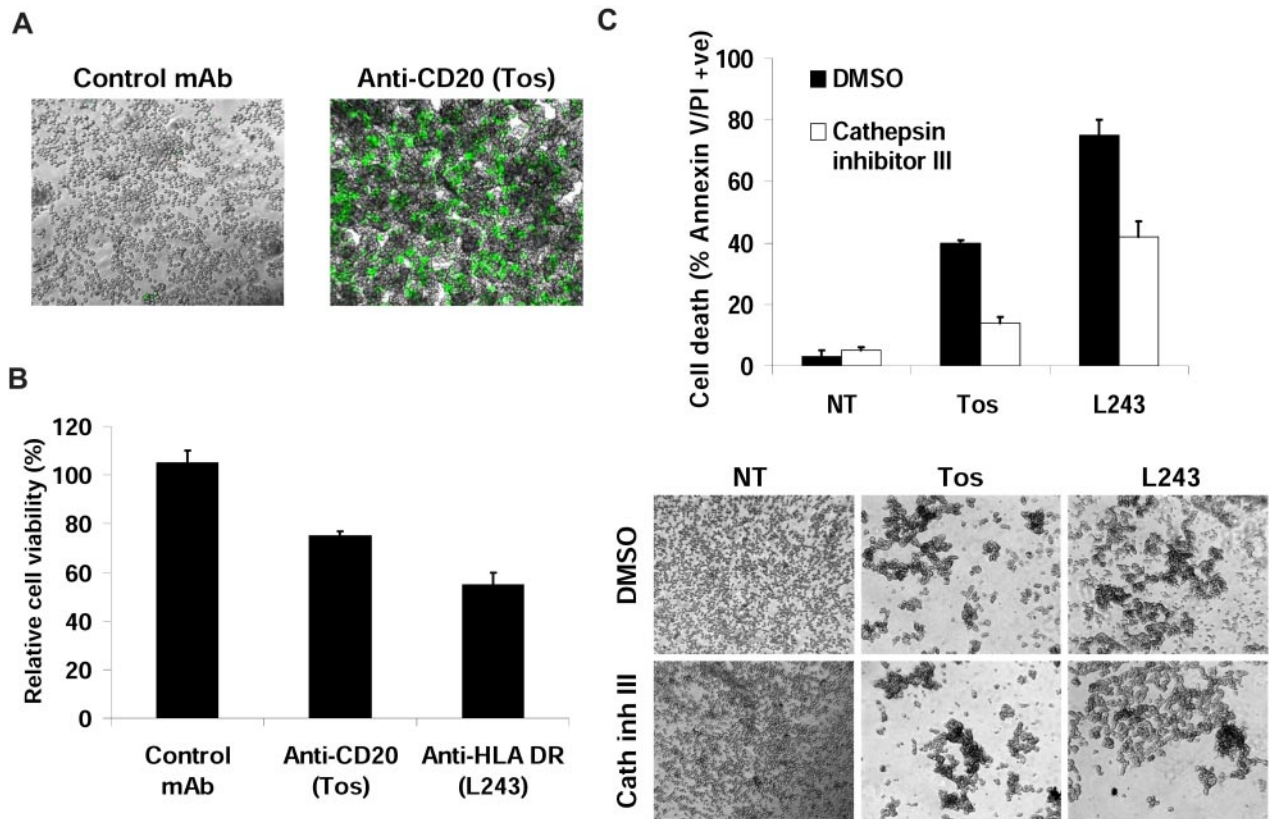 A
Control mAb
Anti-CD20 (Tos)
B
Relative cell viability (%)
120
100
80
60
40
20
0
Control
mAb
Anti-CD20
(Tos)
Anti-HLA DR
(L243)
C
Cell death (% Annexin V/PI +ve)
100
80
60
40
20
0
DMSO
Cathepsin
inhibitor III
NT
Tos
L243
NT
Tos
L243
DMSO
Cath inh III